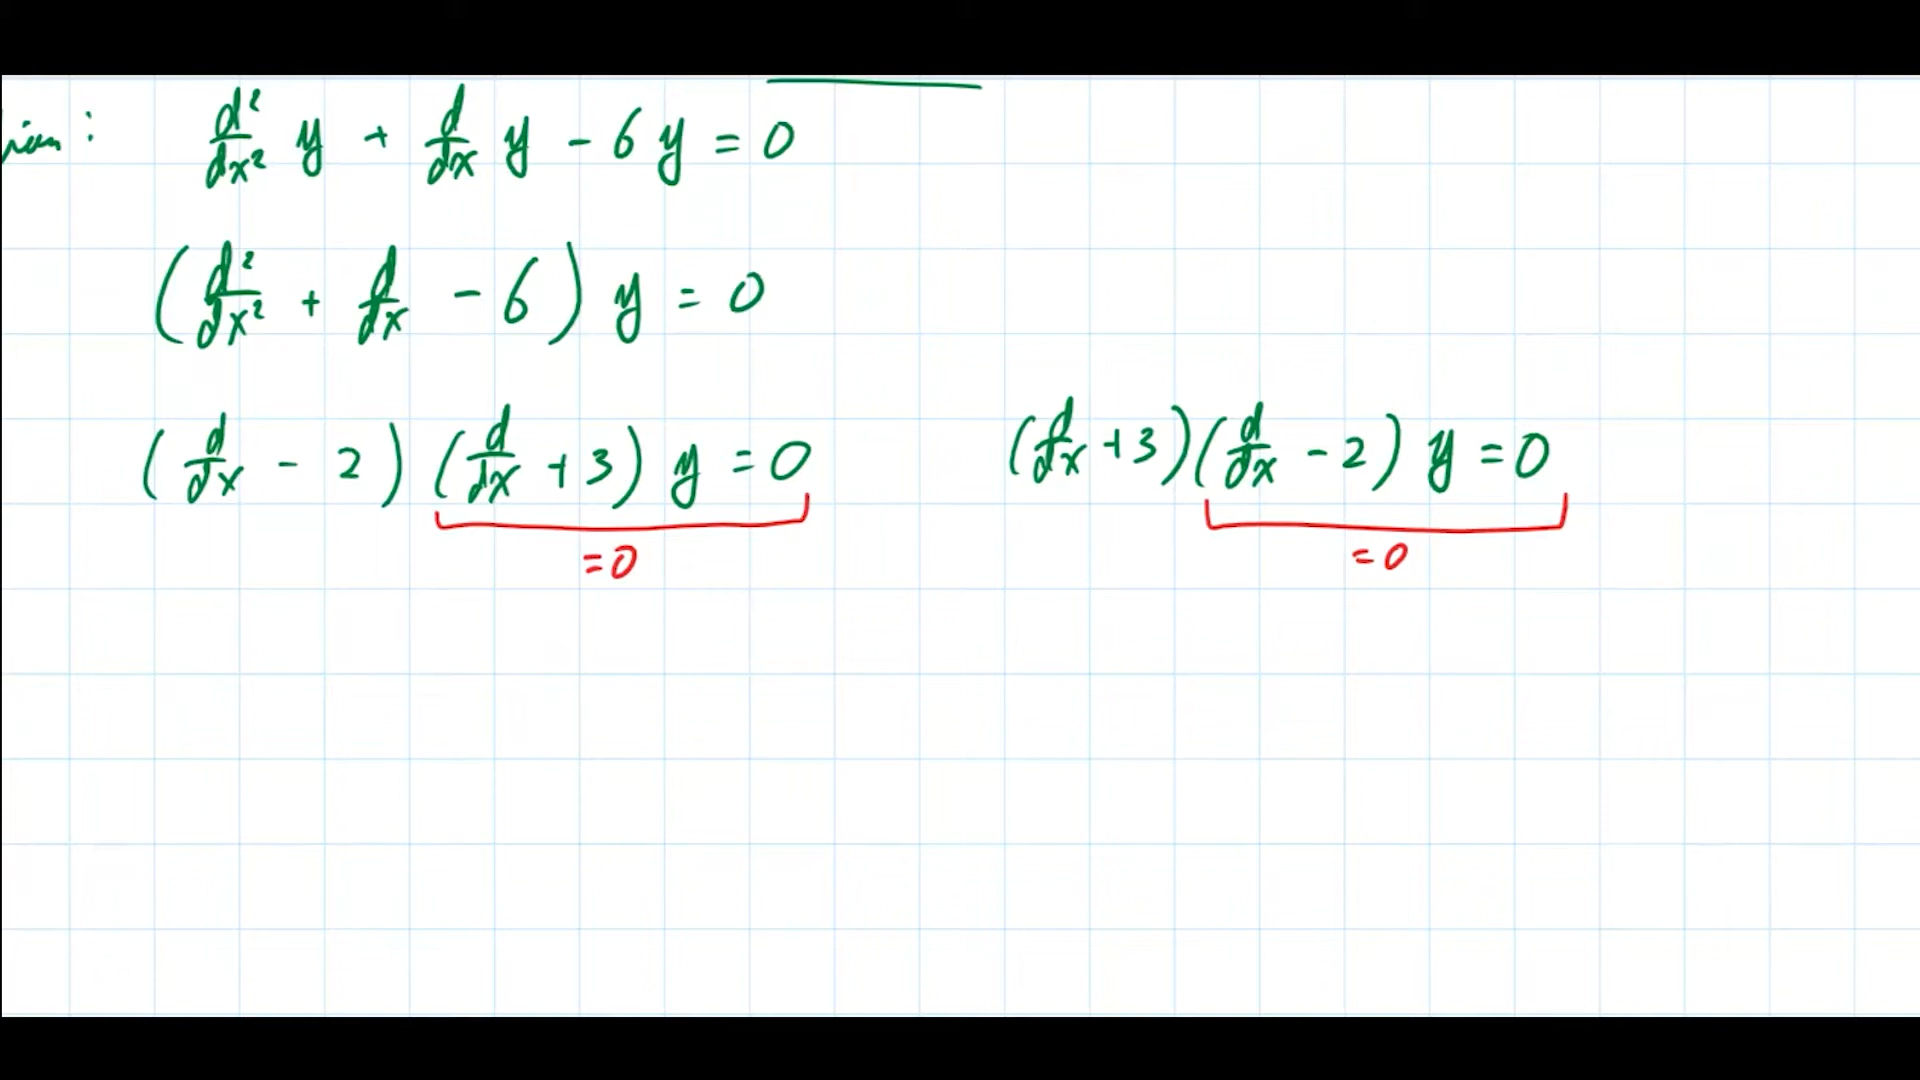 : d²/dx² y + d/dx y - 6y = 0
(d²/dx² + d/dx - 6) y = 0
(d/dx - 2)(d/dx + 3) y = 0 (d/dx + 3)(d/dx - 2) y = 0
= 0 = 0